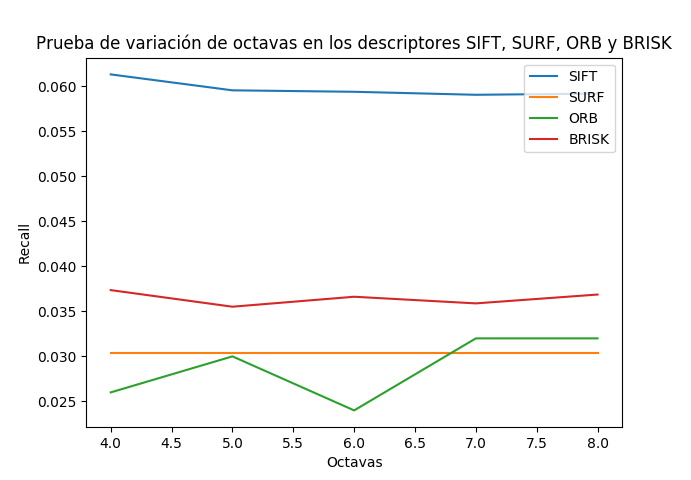 Prueba de variación de octavas en los descriptores SIFT, SURF, ORB y BRISK
SIFT
SURF
ORB
BRISK
0.060
0.055
0.050
0.045
0.040
0.035
0.030
0.025
Recall
4.0 4.5 5.0 5.5 6.0 6.5 7.0 7.5 8.0
Octavas